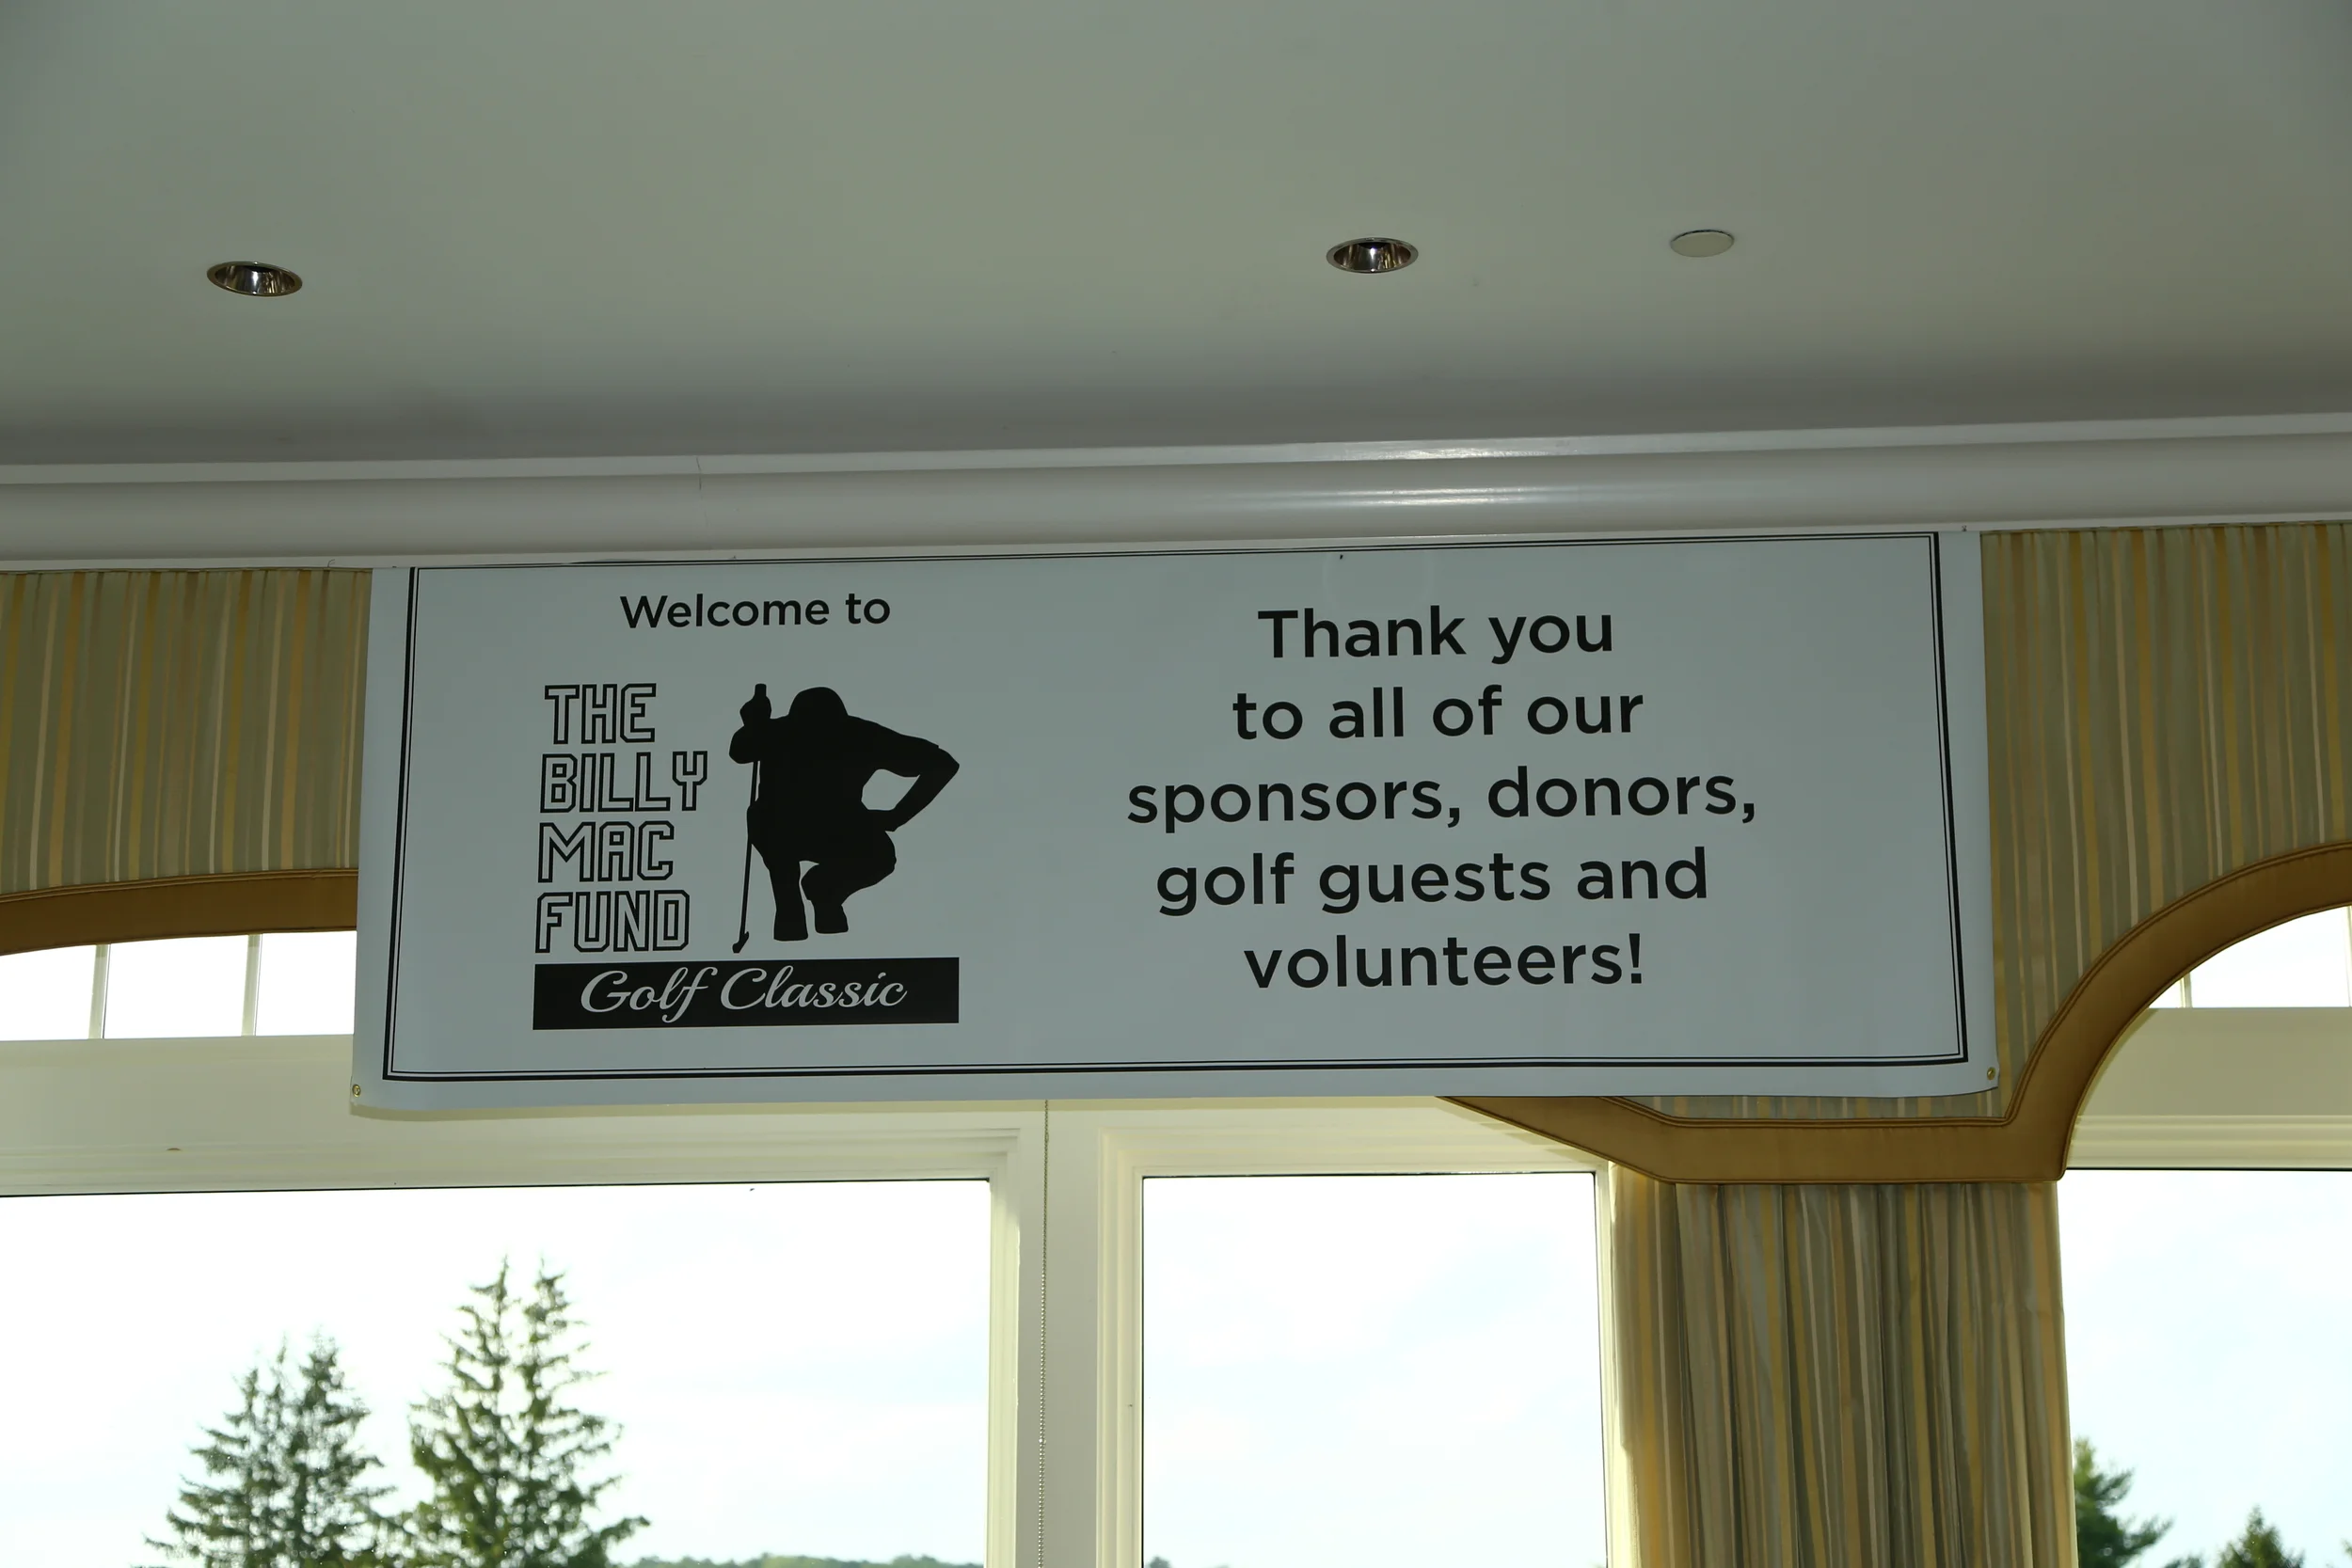 Welcome to
THE
BILLY
MAC
FUND
Golf Classic
Thank you
to all of our
sponsors, donors,
golf guests and
volunteers!